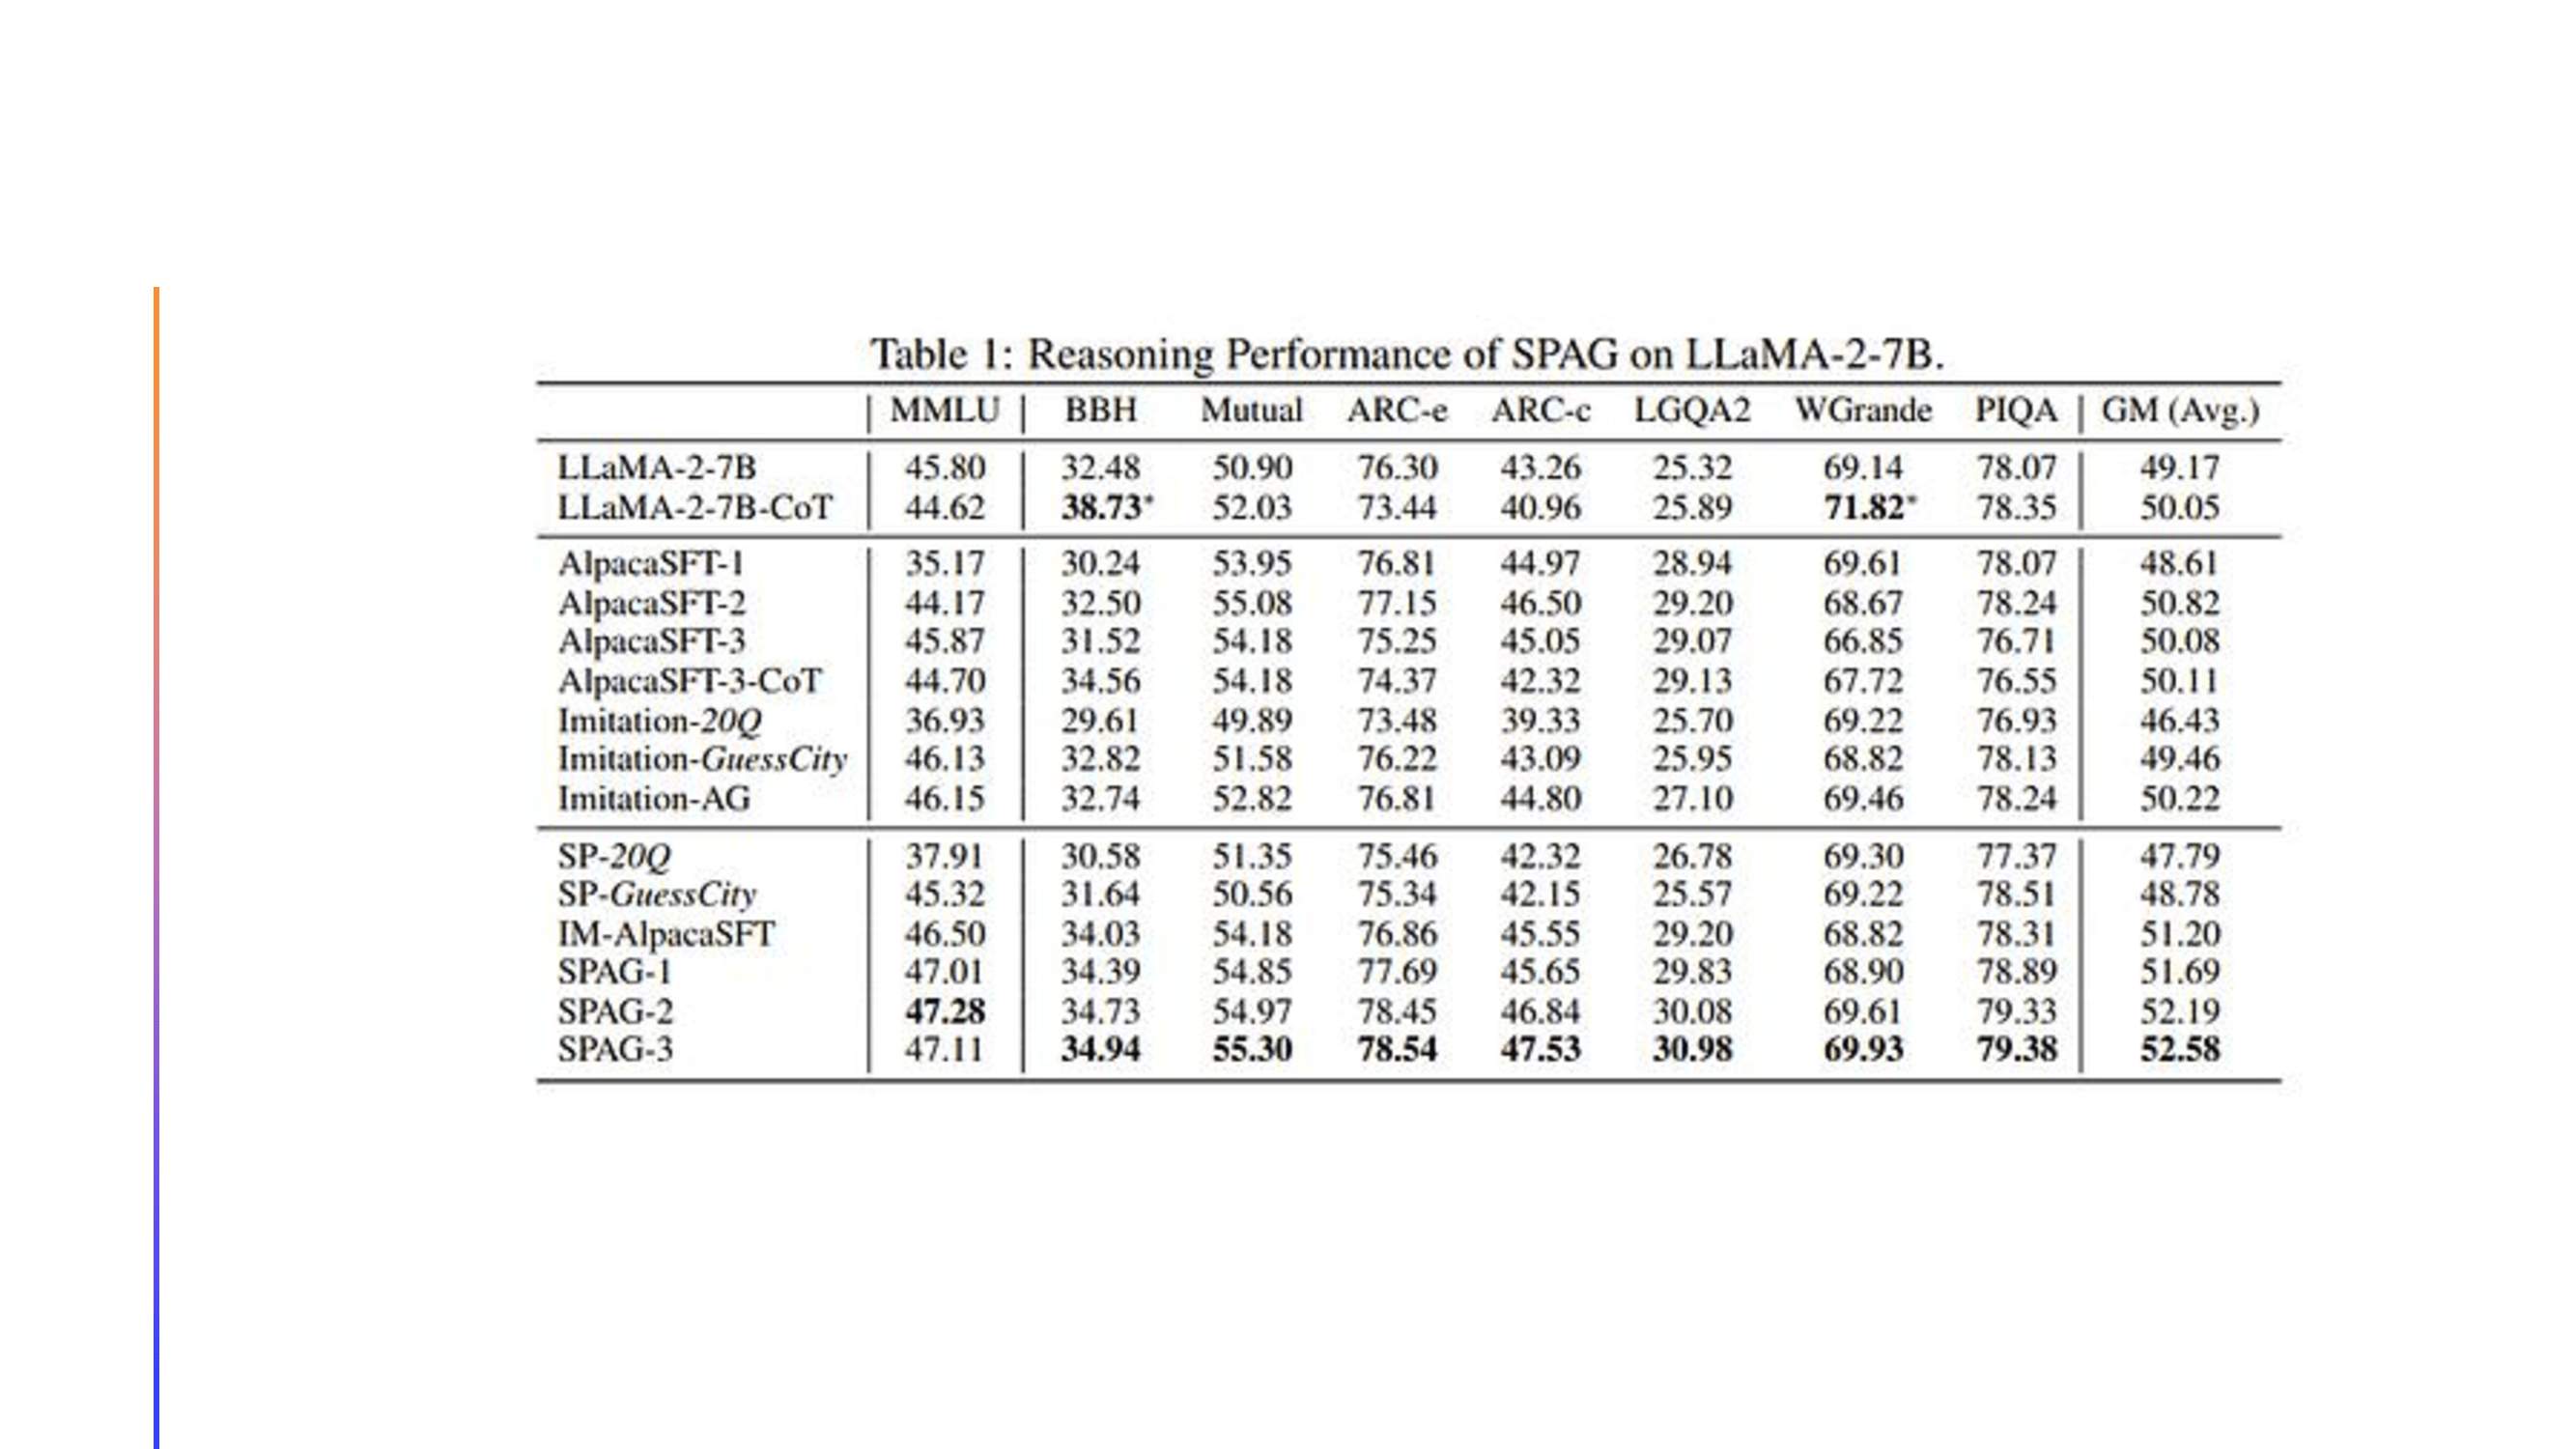 Table 1: Reasoning Performance of SPAG on LLaMA-2-7B.
MMLU BBH Mutual ARC-e ARC-c LGQA2 WGrande PIQA GM (Avg.)
LLaMA-2-7B 45.80 32.48 50.90 76.30 43.26 25.32 69.14 78.07 49.17
LLaMA-2-7B-CoT 44.62 38.73* 52.03 73.44 40.96 25.89 71.82* 78.35 50.05
AlpacaSFT-1 35.17 30.24 53.95 76.81 44.97 28.94 69.61 78.07 48.61
AlpacaSFT-2 44.17 32.50 55.08 77.15 46.50 29.20 68.67 78.24 50.82
AlpacaSFT-3 45.87 31.52 54.18 75.25 45.05 29.07 66.85 76.71 50.08
AlpacaSFT-3-CoT 44.70 34.56 54.18 74.37 42.32 29.13 67.72 76.55 50.11
Imitation-20Q 36.93 29.61 49.89 73.48 39.33 25.70 69.22 76.93 46.43
Imitation-GuessCity 46.13 32.82 51.58 76.22 43.09 25.95 68.82 78.13 49.46
Imitation-AG 46.15 32.74 52.82 76.81 44.80 27.10 69.46 78.24 50.22
SP-20Q 37.91 30.58 51.35 75.46 42.32 26.78 69.30 77.37 47.79
SP-GuessCity 45.32 31.64 50.56 75.34 42.15 25.57 69.22 78.51 48.78
IM-AlpacaSFT 46.50 34.03 54.18 76.86 45.55 29.20 68.82 78.31 51.20
SPAG-1 47.01 34.39 54.85 77.69 45.65 29.83 68.90 78.89 51.69
SPAG-2 47.28 34.73 54.97 78.45 46.84 30.08 69.61 79.33 52.19
SPAG-3 47.11 34.94 55.30 78.54 47.53 30.98 69.93 79.38 52.58